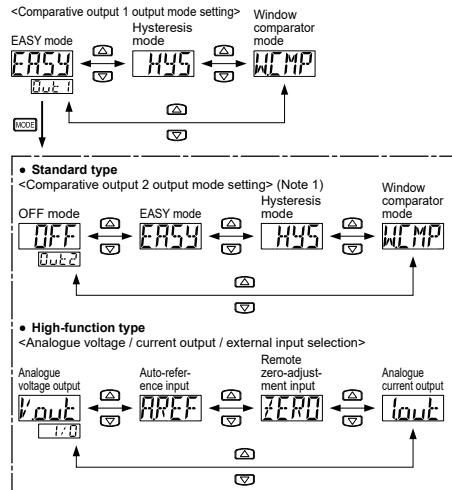 <Comparative output 1 output mode setting>
EASY mode
Hysteresis mode
Window comparator mode
EASY
HYS
WCMP
Out1
MODE
● Standard type
<Comparative output 2 output mode setting> (Note 1)
OFF mode
EASY mode
Hysteresis mode
Window comparator mode
OFF
EASY
HYS
WCMP
Out2
● High-function type
<Analogue voltage / current output / external input selection>
Analogue voltage output
Auto-refer-
ence input
Remote zero-adjust-
ment input
Analogue current output
Vout
AREF
ZERO
Iout
I/O